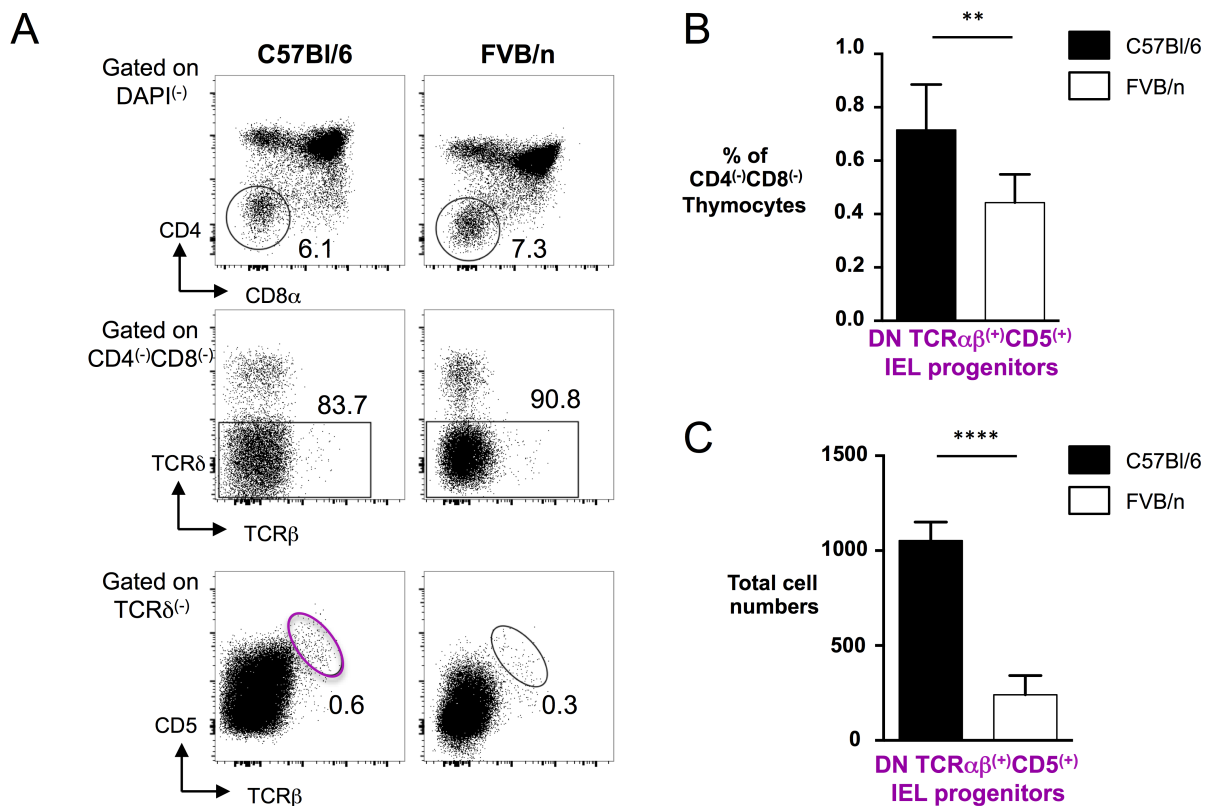 A
C57Bl/6
FVB/n
Gated on
DAPI(-)
CD4
CD8α
6.1
7.3
Gated on
CD4(-)CD8(-)
TCRδ
TCRβ
83.7
90.8
Gated on
TCRδ(-)
CD5
TCRβ
0.6
0.3
B
**
C57Bl/6
FVB/n
1.0
0.8
0.6
0.4
0.2
0.0
% of
CD4(-)CD8(-)
Thymocytes
DN TCRαβ(+)CD5(+)
IEL progenitors
C
****
C57Bl/6
FVB/n
1500
1000
500
0
Total cell
numbers
DN TCRαβ(+)CD5(+)
IEL progenitors